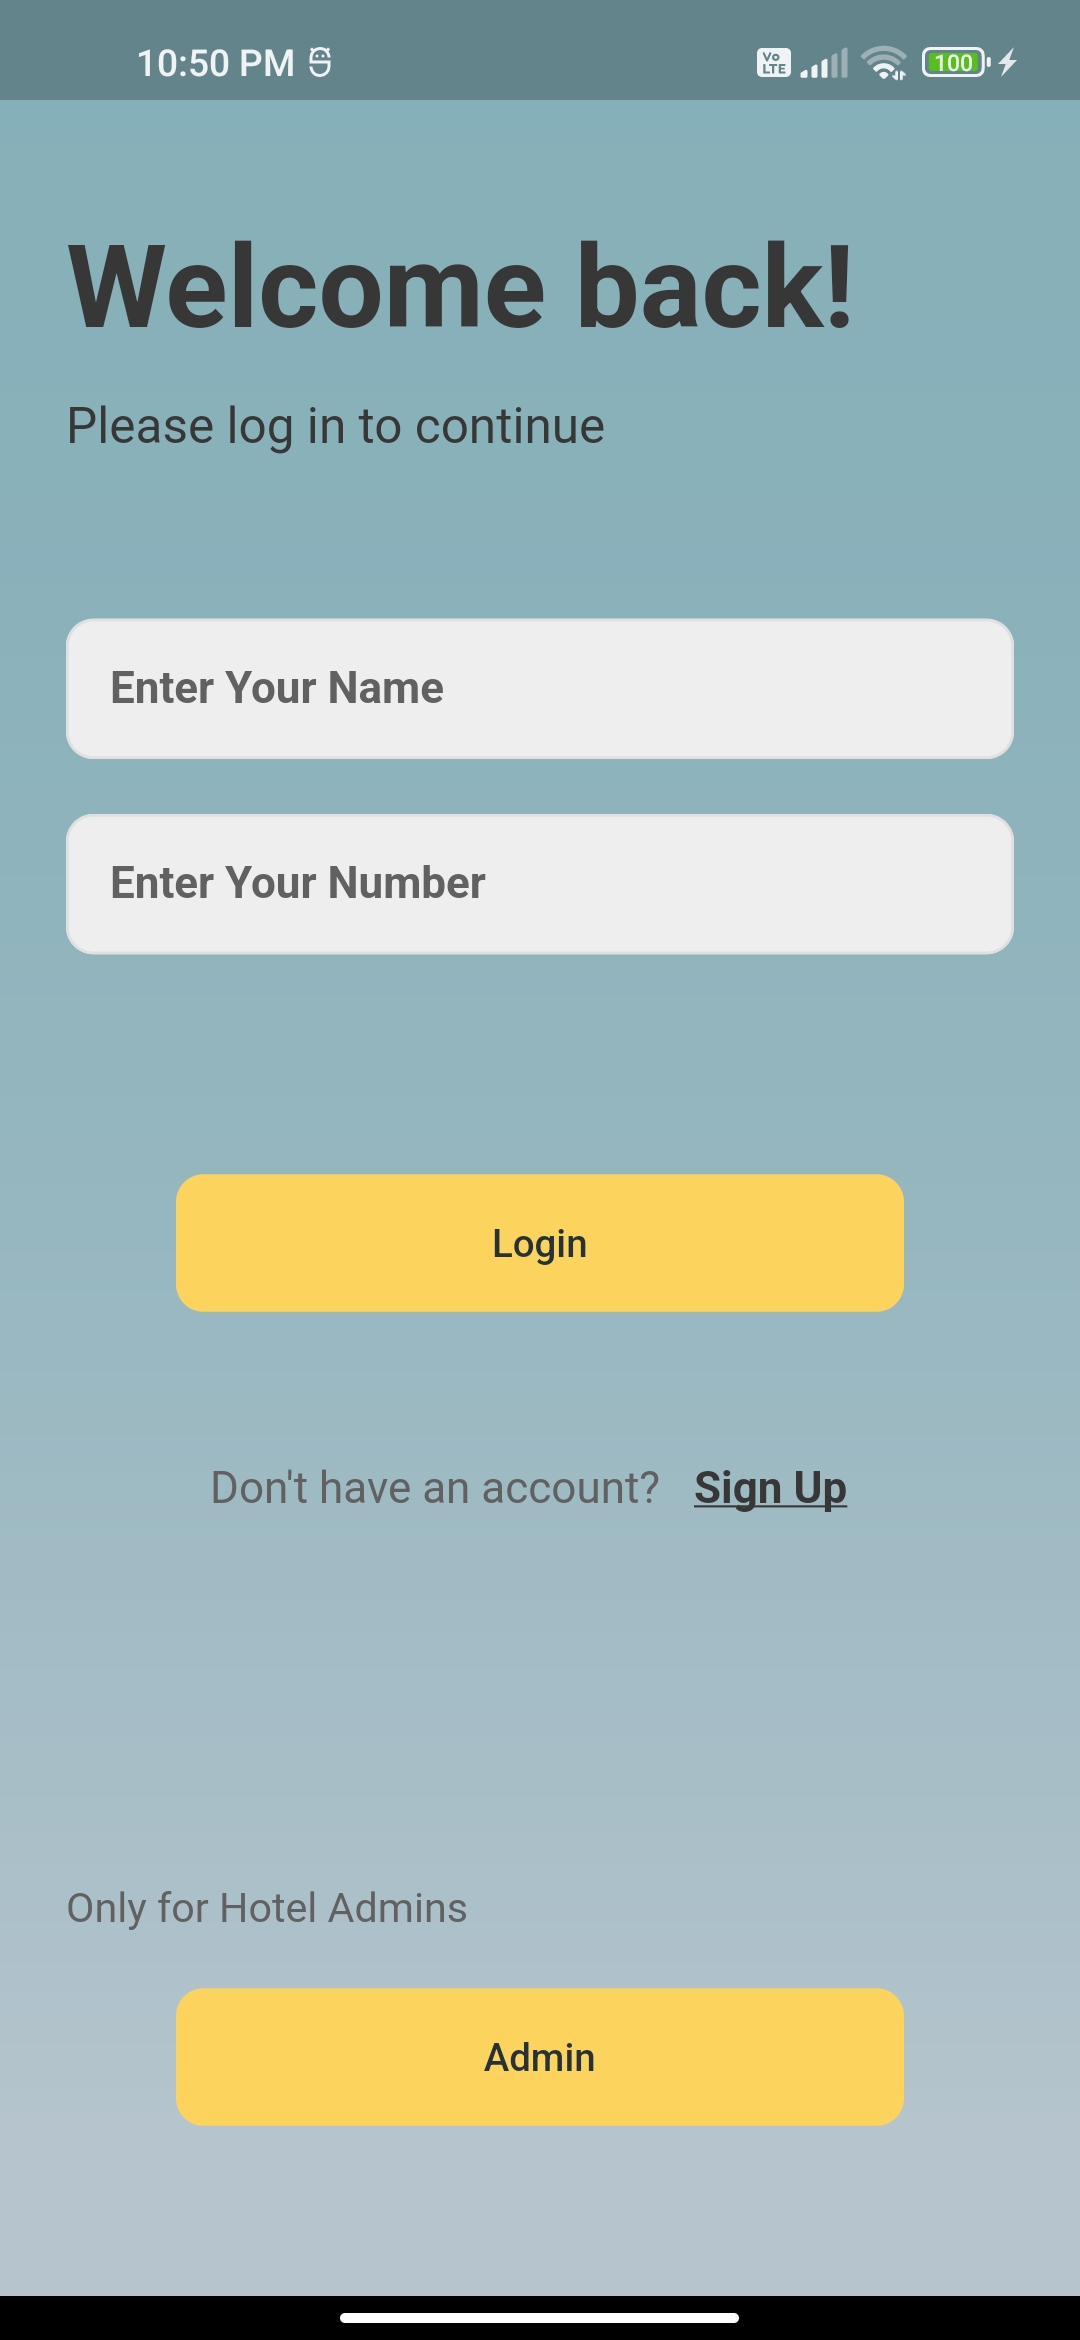 10:50 PM
Vo LTE
100
Welcome back!
Please log in to continue
Enter Your Name
Enter Your Number
Login
Don't have an account? Sign Up
Only for Hotel Admins
Admin